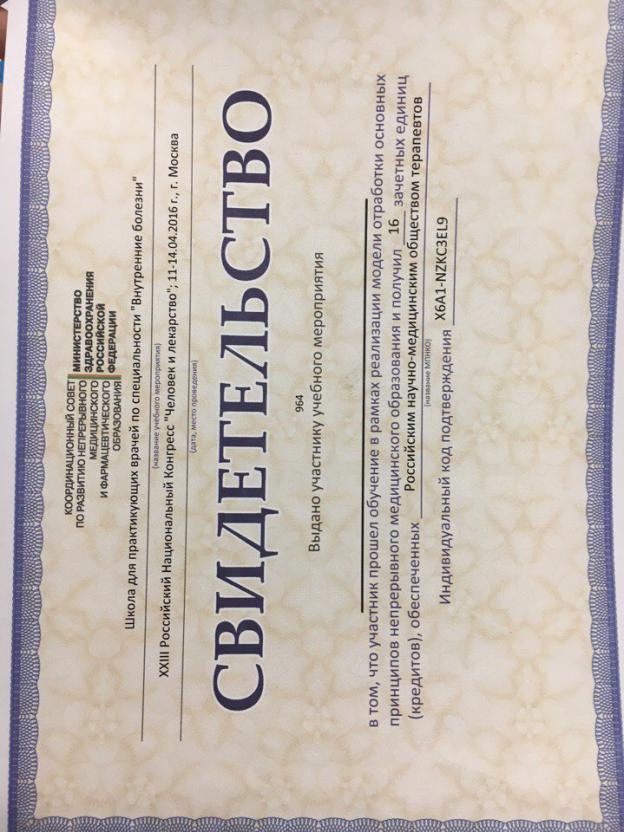 КООРДИНАЦИОННЫЙ СОВЕТ
ПО РАЗВИТИЮ НЕПРЕРЫВНОГО
МЕДИЦИНСКОГО
И ФАРМАЦЕВТИЧЕСКОГО
ОБРАЗОВАНИЯ
МИНИСТЕРСТВО
ЗДРАВООХРАНЕНИЯ
РОССИЙСКОЙ
ФЕДЕРАЦИИ
Школа для практикующих врачей по специальности "Внутренние болезни"
(название учебного мероприятия)
XXIII Российский Национальный Конгресс "Человек и лекарство"; 11-14.04.2016 г., г. Москва
(дата, место проведения)
СВИДЕТЕЛЬСТВО
964
Выдано участнику учебного мероприятия
в том, что участник прошел обучение в рамках реализации модели отработки основных
принципов непрерывного медицинского образования и получил 16 зачетных единиц
(кредитов), обеспеченных Российским научно-медицинским обществом терапевтов
(название МПНКО)
Индивидуальный код подтверждения X6A1-NZKC3EL9